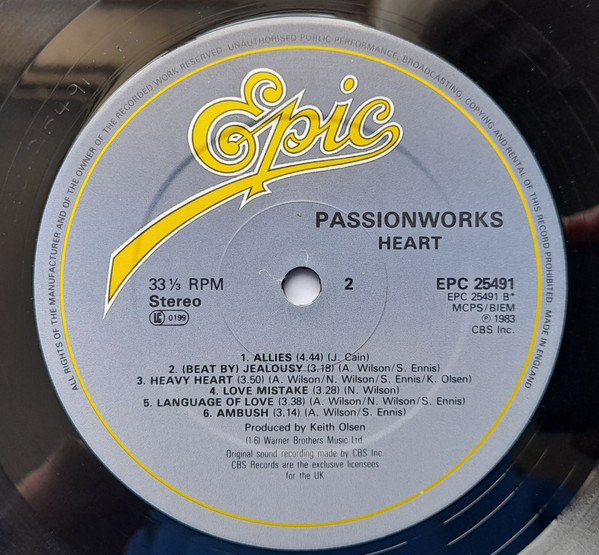 ALL RIGHTS OF THE MANUFACTURER AND OF THE OWNER OF THE RECORDED WORK RESERVED. UNAUTHORISED PUBLIC PERFORMANCE, BROADCASTING, COPYING AND RENTAL OF THIS RECORD PROHIBITED. MADE IN ENGLAND
Epic
PASSIONWORKS
HEART
33⅓ RPM
Stereo
LC 0199
2
EPC 25491
EPC 25491 B*
MCPS/BIEM
℗ 1983
CBS Inc.
1. ALLIES (4.44) (J. Cain)
2. (BEAT BY) JEALOUSY (3.18) (A. Wilson/S. Ennis)
3. HEAVY HEART (3.50) (A. Wilson/N. Wilson/S. Ennis/K. Olsen)
4. LOVE MISTAKE (3.28) (N. Wilson)
5. LANGUAGE OF LOVE (3.38) (A. Wilson/N. Wilson/S. Ennis)
6. AMBUSH (3.14) (A. Wilson/S. Ennis)
Produced by Keith Olsen
(1-6) Warner Brothers Music Ltd
Original sound recording made by CBS Inc.
CBS Records are the exclusive licensees
for the UK